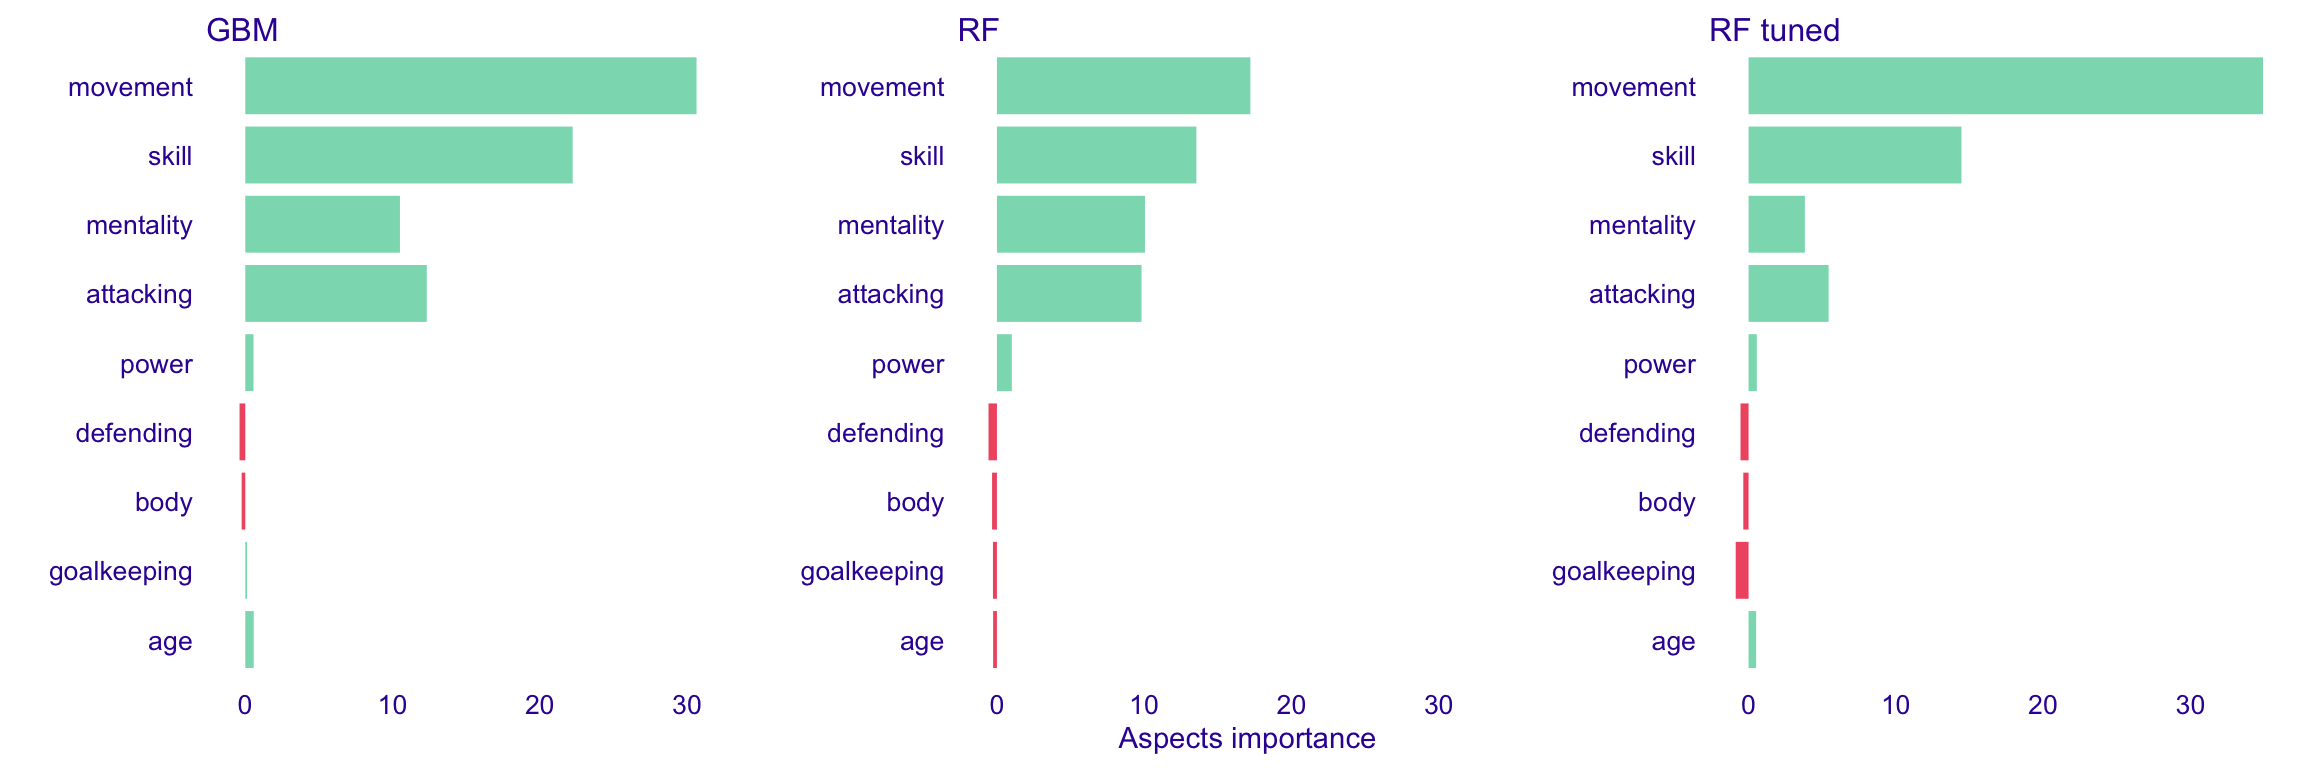 GBM
movement
skill
mentality
attacking
power
defending
body
goalkeeping
age
0 10 20 30
RF
movement
skill
mentality
attacking
power
defending
body
goalkeeping
age
0 10 20 30
RF tuned
movement
skill
mentality
attacking
power
defending
body
goalkeeping
age
0 10 20 30
Aspects importance